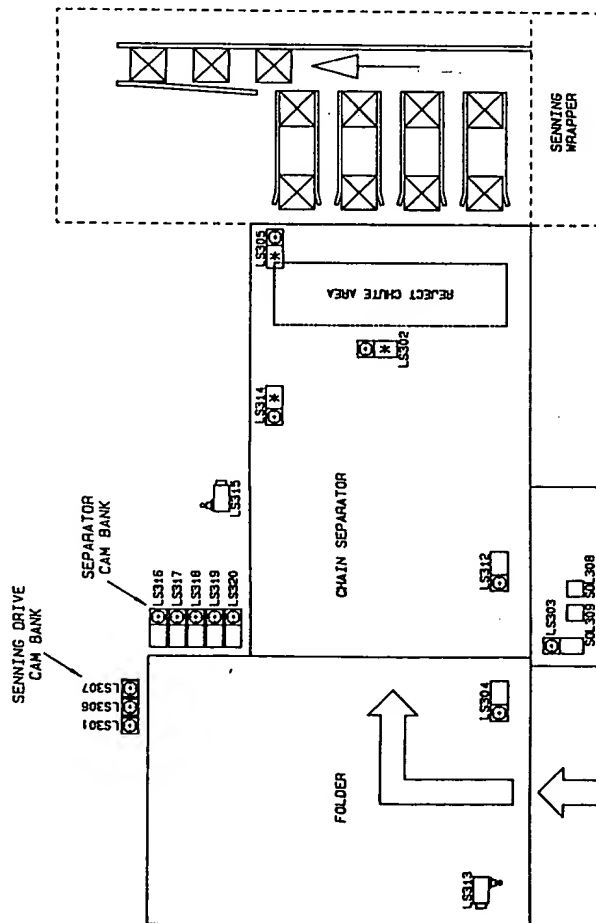 SENNING DRIVE
CAM BANK
SEPARATOR
CAM BANK
LS301
LS306
LS307
LS316
LS317
LS318
LS319
LS320
LS315
LS314
LS305
LS302
REJECT CHUTE AREA
CHAIN SEPARATOR
SENNING
WRAPPER
FOLDER
LS304
LS312
LS303
SOL309
SOL308
LS313